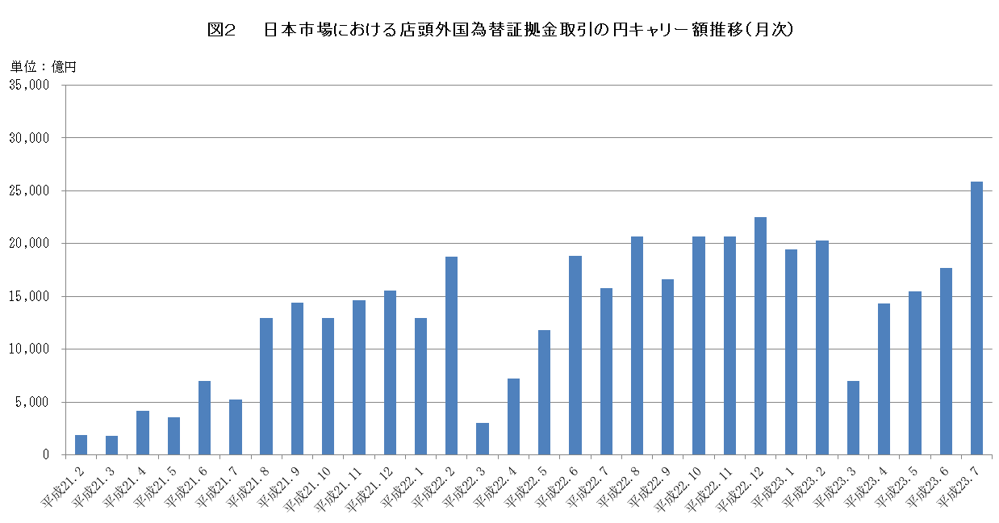 図２　日本市場における店頭外国為替証拠金取引の円キャリー額推移（月次）
単位：億円
35,000
30,000
25,000
20,000
15,000
10,000
5,000
0
平成21.2
平成21.3
平成21.4
平成21.5
平成21.6
平成21.7
平成21.8
平成21.9
平成21.10
平成21.11
平成21.12
平成22.1
平成22.2
平成22.3
平成22.4
平成22.5
平成22.6
平成22.7
平成22.8
平成22.9
平成22.10
平成22.11
平成22.12
平成23.1
平成23.2
平成23.3
平成23.4
平成23.5
平成23.6
平成23.7